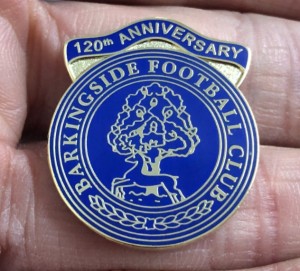 120th ANNIVERSARY
BARKINGSIDE FOOTBALL CLUB